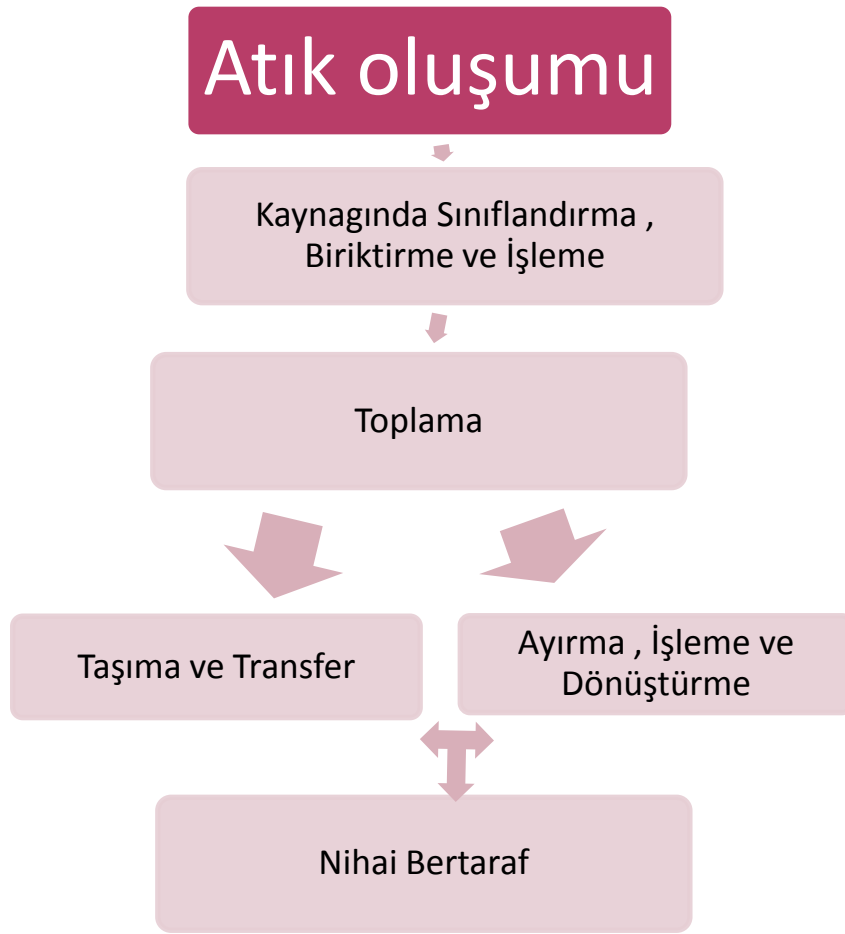 Atık oluşumu
Kaynagında Sınıflandırma ,
Biriktirme ve İşleme
Toplama
Taşıma ve Transfer
Ayırma , İşleme ve
Dönüştürme
Nihai Bertaraf